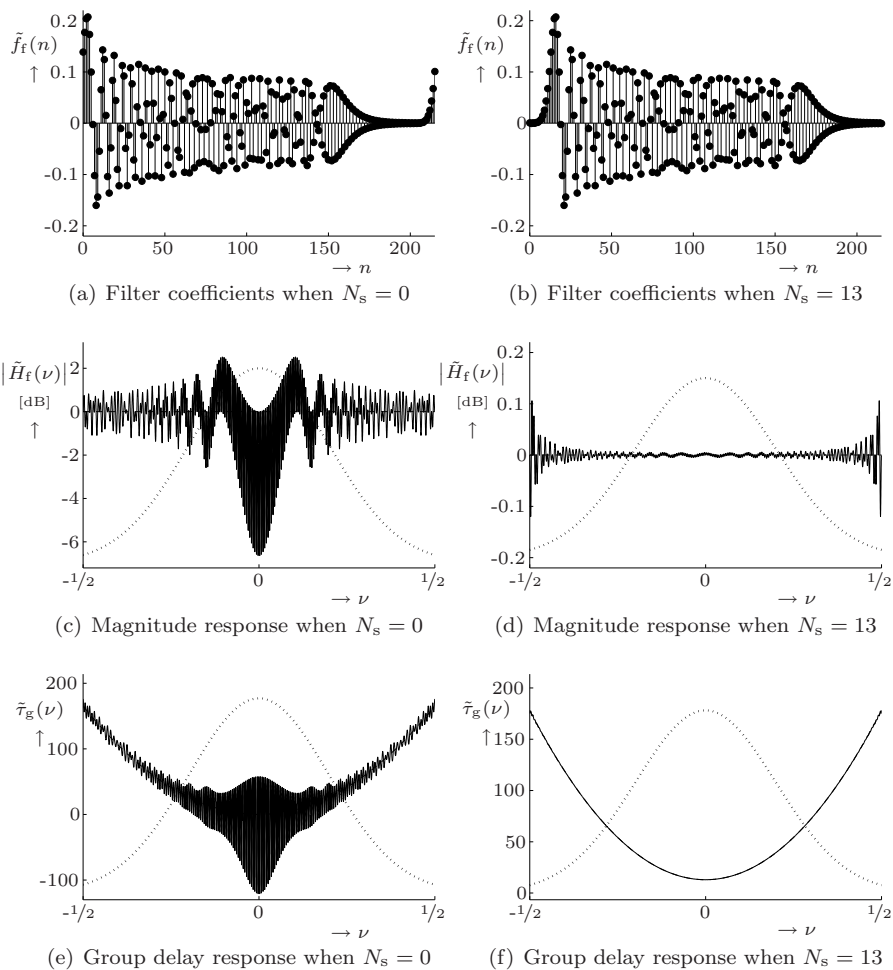 0.2
f̃f(n)
↑
0.1
0
-0.1
-0.2
0 50 100 150 200
→ n
(a) Filter coefficients when Ns = 0
0.2
f̃f(n)
↑
0.1
0
-0.1
-0.2
0 50 100 150 200
→ n
(b) Filter coefficients when Ns = 13
2
|H̃f(ν)|
[dB]
↑
0
-2
-4
-6
-1/2 0 1/2
→ ν
(c) Magnitude response when Ns = 0
0.2
|H̃f(ν)|
[dB]
↑
0.1
0
-0.1
-0.2
-1/2 0 1/2
→ ν
(d) Magnitude response when Ns = 13
200
τ̃g(ν)
↑
100
0
-100
-1/2 0 1/2
→ ν
(e) Group delay response when Ns = 0
200
τ̃g(ν)
↑
150
100
50
0
-1/2 0 1/2
→ ν
(f) Group delay response when Ns = 13